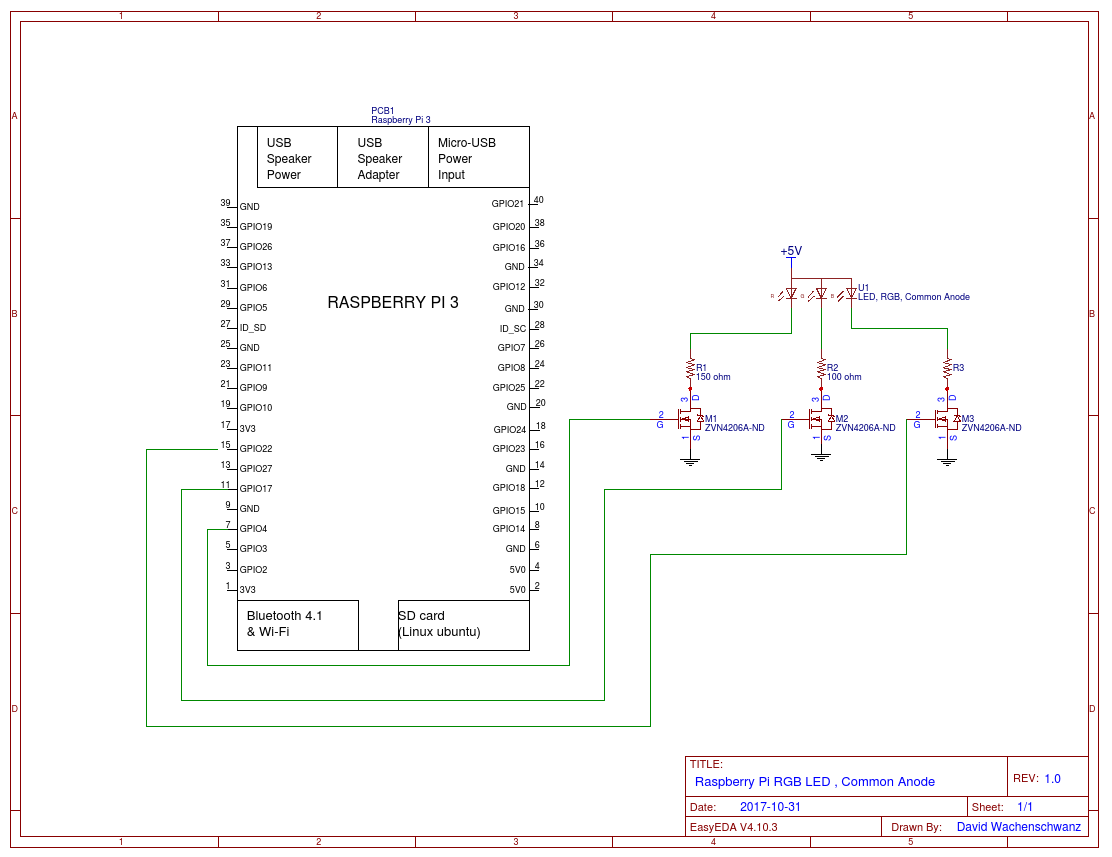 1 2 3 4 5
A A
B B
C C
D D
PCB1
Raspberry Pi 3
USB
Speaker
Power
USB
Speaker
Adapter
Micro-USB
Power
Input
RASPBERRY PI 3
39 GND
35 GPIO19
37 GPIO26
33 GPIO13
31 GPIO6
29 GPIO5
27 ID_SD
25 GND
23 GPIO11
21 GPIO9
19 GPIO10
17 3V3
15 GPIO22
13 GPIO27
11 GPIO17
9 GND
7 GPIO4
5 GPIO3
3 GPIO2
1 3V3
GPIO21 40
GPIO20 38
GPIO16 36
GND 34
GPIO12 32
GND 30
ID_SC 28
GPIO7 26
GPIO8 24
GPIO25 22
GND 20
GPIO24 18
GPIO23 16
GND 14
GPIO18 12
GPIO15 10
GPIO14 8
GND 6
5V0 4
5V0 2
Bluetooth 4.1
& Wi-Fi
SD card
(Linux ubuntu)
+5V
R G B
U1
LED, RGB, Common Anode
R1
150 ohm
R2
100 ohm
R3
3 D
2
G
1 S
M1
ZVN4206A-ND
3 D
2
G
1 S
M2
ZVN4206A-ND
3 D
2
G
1 S
M3
ZVN4206A-ND
TITLE:
Raspberry Pi RGB LED , Common Anode
REV: 1.0
Date: 2017-10-31
Sheet: 1/1
EasyEDA V4.10.3
Drawn By: David Wachenschwanz
1 2 3 4 5